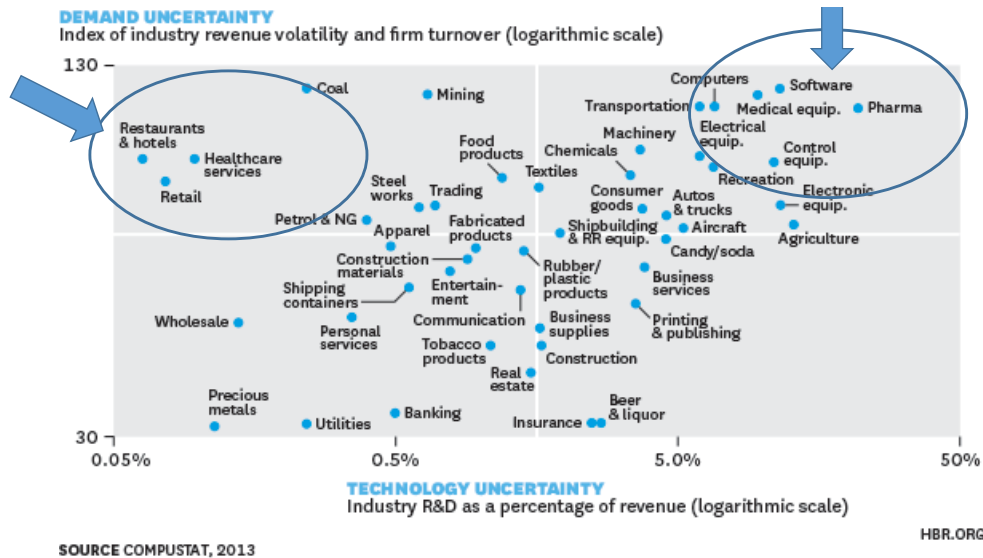 DEMAND UNCERTAINTY
Index of industry revenue volatility and firm turnover (logarithmic scale)
130
Coal
Mining
Computers
Software
Transportation
Medical equip.
Pharma
Restaurants
& hotels
Healthcare
services
Retail
Food
products
Machinery
Chemicals
Electrical
equip.
Control
equip.
Recreation
Textiles
Steel
works
Trading
Consumer
goods
Autos
& trucks
Electronic
equip.
Petrol & NG
Apparel
Fabricated
products
Shipbuilding
& RR equip.
Aircraft
Agriculture
Candy/soda
Construction
materials
Rubber/
plastic
products
Business
services
Shipping
containers
Entertain-
ment
Wholesale
Personal
services
Communication
Business
supplies
Printing
& publishing
Tobacco
products
Construction
Real
estate
Precious
metals
Utilities
Banking
Insurance
Beer
& liquor
30
0.05%
0.5%
5.0%
50%
TECHNOLOGY UNCERTAINTY
Industry R&D as a percentage of revenue (logarithmic scale)
HBR.ORG
SOURCE COMPUSTAT, 2013